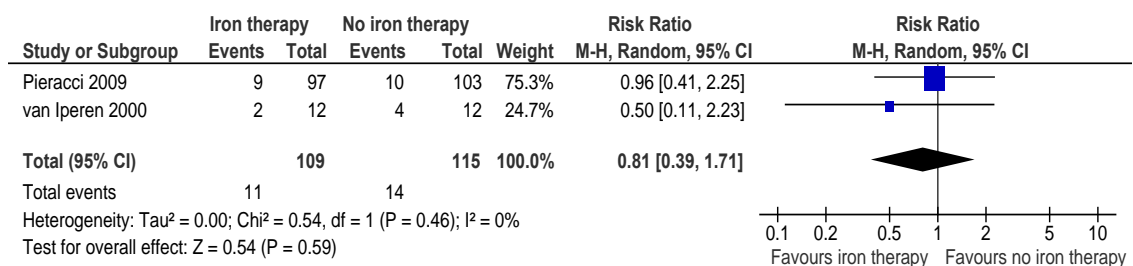 Iron therapy No iron therapy Risk Ratio Risk Ratio
Study or Subgroup Events Total Events Total Weight M-H, Random, 95% CI M-H, Random, 95% CI
Pieracci 2009 9 97 10 103 75.3% 0.96 [0.41, 2.25]
van Iperen 2000 2 12 4 12 24.7% 0.50 [0.11, 2.23]
Total (95% CI) 109 115 100.0% 0.81 [0.39, 1.71]
Total events 11 14
Heterogeneity: Tau² = 0.00; Chi² = 0.54, df = 1 (P = 0.46); I² = 0%
Test for overall effect: Z = 0.54 (P = 0.59)
0.1 0.2 0.5 1 2 5 10
Favours iron therapy Favours no iron therapy